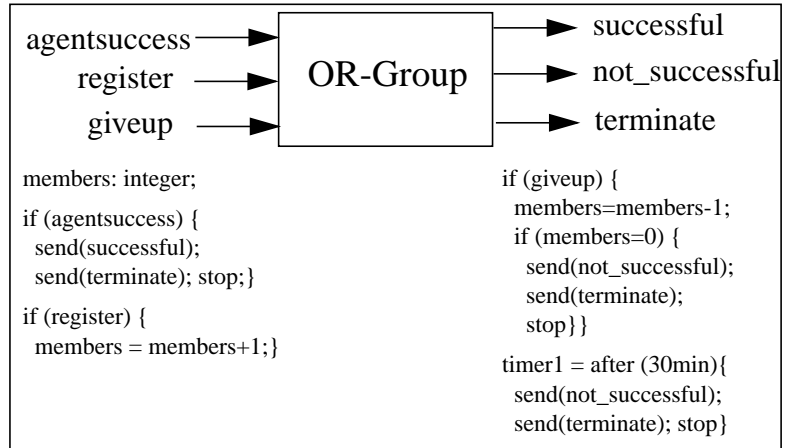 agentsuccess
register
giveup
OR-Group
successful
not_successful
terminate
members: integer;
if (agentsuccess) {
send(successful);
send(terminate); stop;}
if (register) {
members = members+1;}
if (giveup) {
members=members-1;
if (members=0) {
send(not_successful);
send(terminate);
stop}}
timer1 = after (30min){
send(not_successful);
send(terminate); stop}